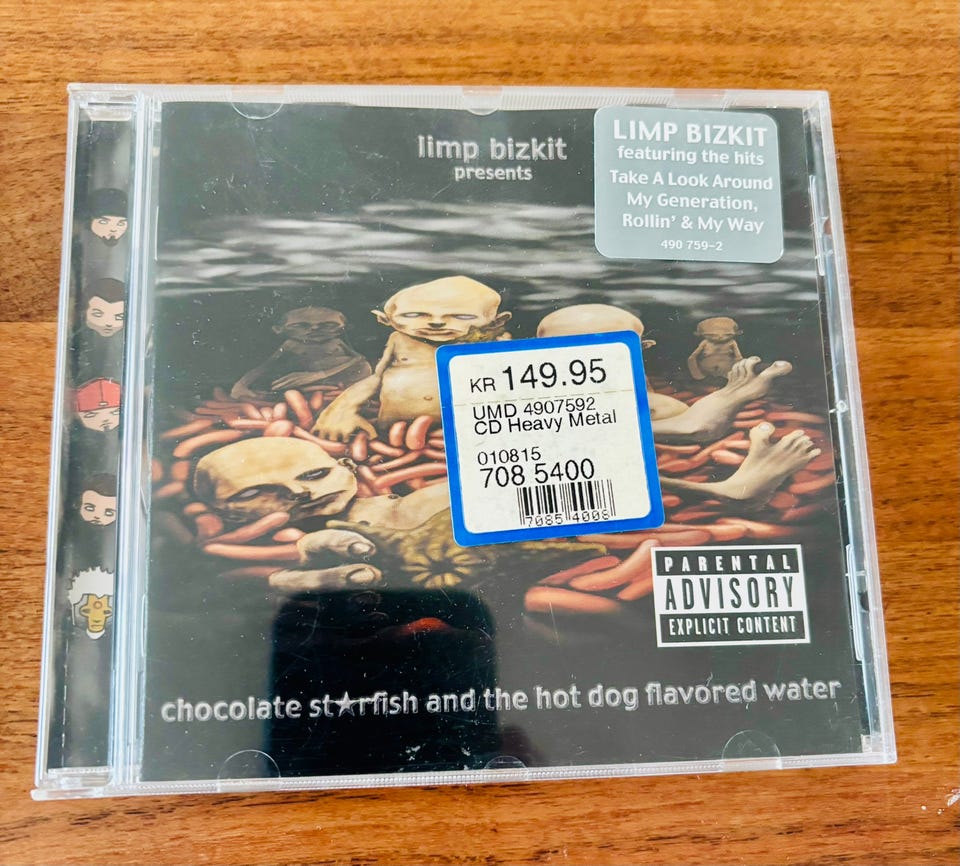 limp bizkit
presents
LIMP BIZKIT
featuring the hits
Take A Look Around
My Generation,
Rollin' & My Way
490 759-2
KR 149.95
UMD 4907592
CD Heavy Metal
010815
708 5400
7085 4008
PARENTAL
ADVISORY
EXPLICIT CONTENT
chocolate st★rfish and the hot dog flavored water